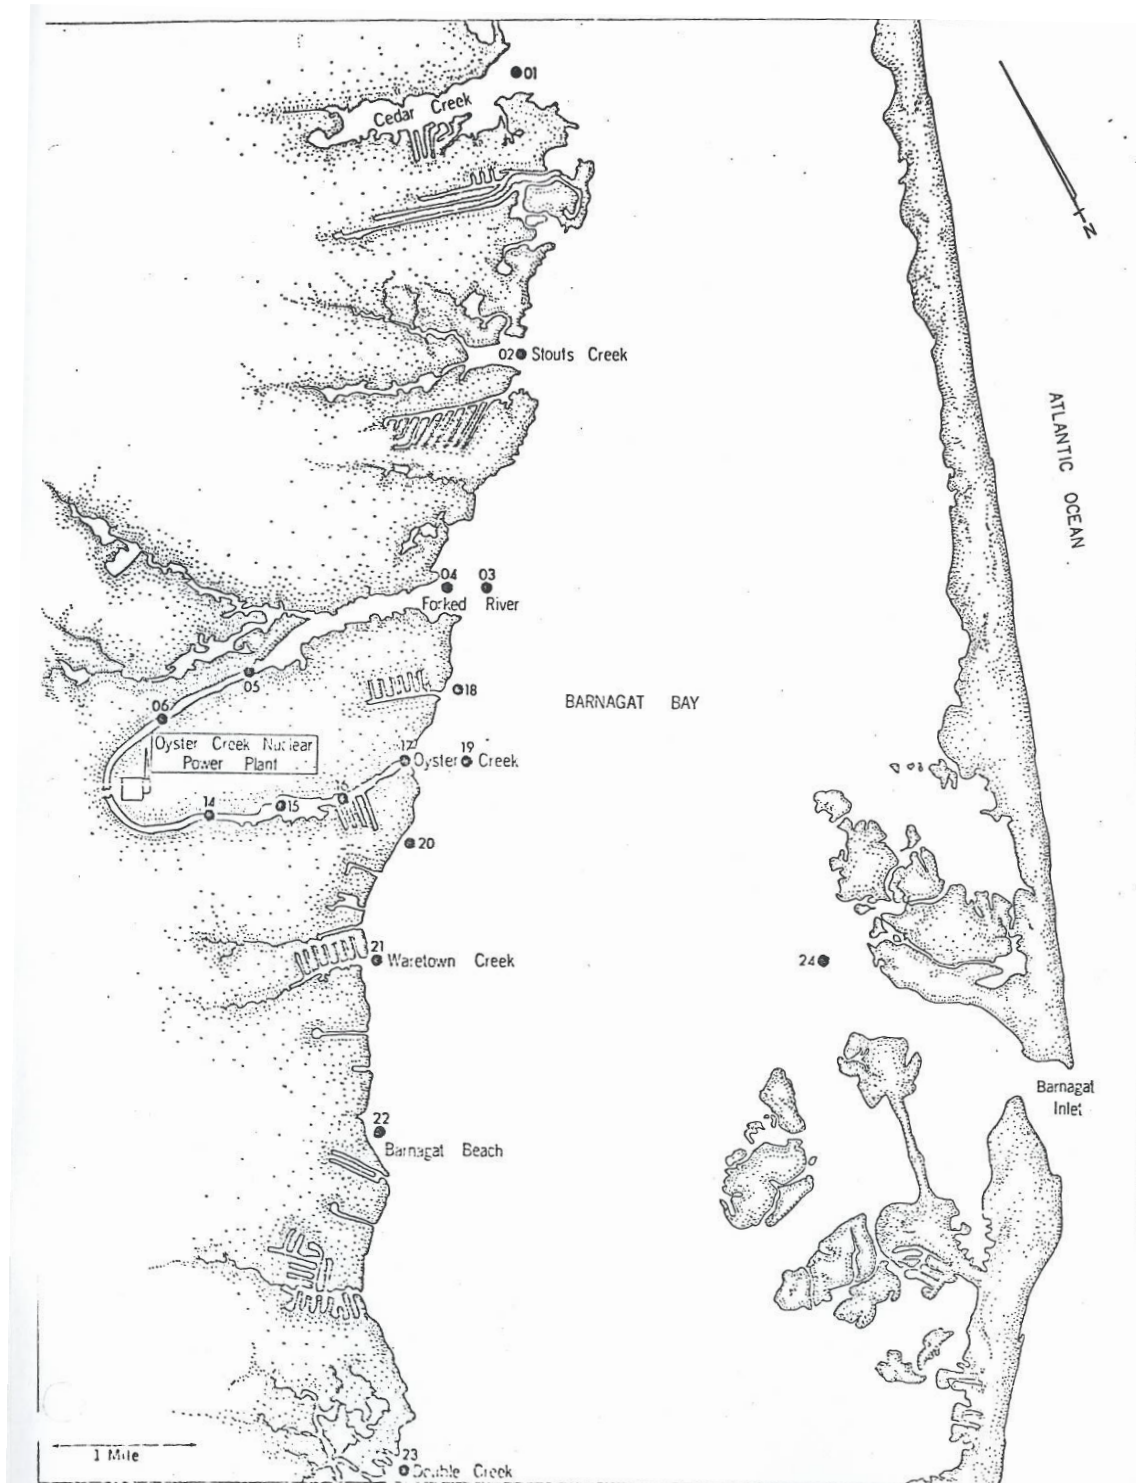 01
Cedar Creek
N
02 Stouts Creek
ATLANTIC OCEAN
04 03
Forked River
05
18
06
BARNAGAT BAY
Oyster Creek Nuclear
Power Plant
17 19
Oyster Creek
14
15
16
20
21
Waretown Creek
24
Barnagat
Inlet
22
Barnagat Beach
1 Mile
23
Double Creek